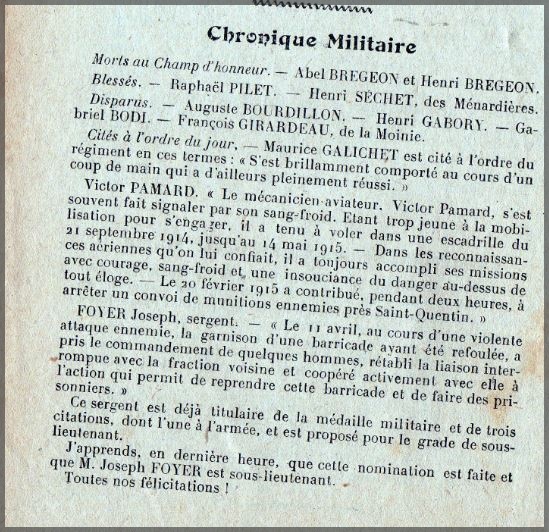 Chronique Militaire
Morts au Champ d'honneur. — Abel BREGEON et Henri BREGEON.
Blessés. — Raphaël PILET. — Henri SÉCHET, des Ménardières.
Disparus. — Auguste BOURDILLON. — Henri GABORY. — Ga-
briel BODI. — François GIRARDEAU, de la Moinie.
Cités à l'ordre du jour. — Maurice GALICHET est cité à l'ordre du
régiment en ces termes : « S'est brillamment comporté au cours d'un
coup de main qui a d'ailleurs pleinement réussi. »
Victor PAMARD. « Le mécanicien-aviateur, Victor Pamard, s'est
souvent fait signaler par son sang-froid. Etant trop jeune à la mobi-
lisation pour s'engager, il a tenu à voler dans une escadrille du
21 septembre 1914, jusqu'au 14 mai 1915. — Dans les reconnaissan-
ces aériennes qu'on lui confiait, il a toujours accompli ses missions
avec courage, sang-froid et une insouciance du danger au-dessus de
tout éloge. — Le 20 février 1915 a contribué, pendant deux heures, à
arrêter un convoi de munitions ennemies près Saint-Quentin. »
FOYER Joseph, sergent. — « Le 11 avril, au cours d'une violente
attaque ennemie, la garnison d'une barricade ayant été refoulée, a
pris le commandement de quelques hommes, rétabli la liaison inter-
rompue avec la fraction voisine et coopéré activement avec elle à
l'action qui permit de reprendre cette barricade et de faire des pri-
sonniers. »
Ce sergent est déjà titulaire de la médaille militaire et de trois
citations, dont l'une à l'armée, et est proposé pour le grade de sous-
lieutenant.
J'apprends, en dernière heure, que cette nomination est faite et
que M. Joseph FOYER est sous-lieutenant.
Toutes nos félicitations !